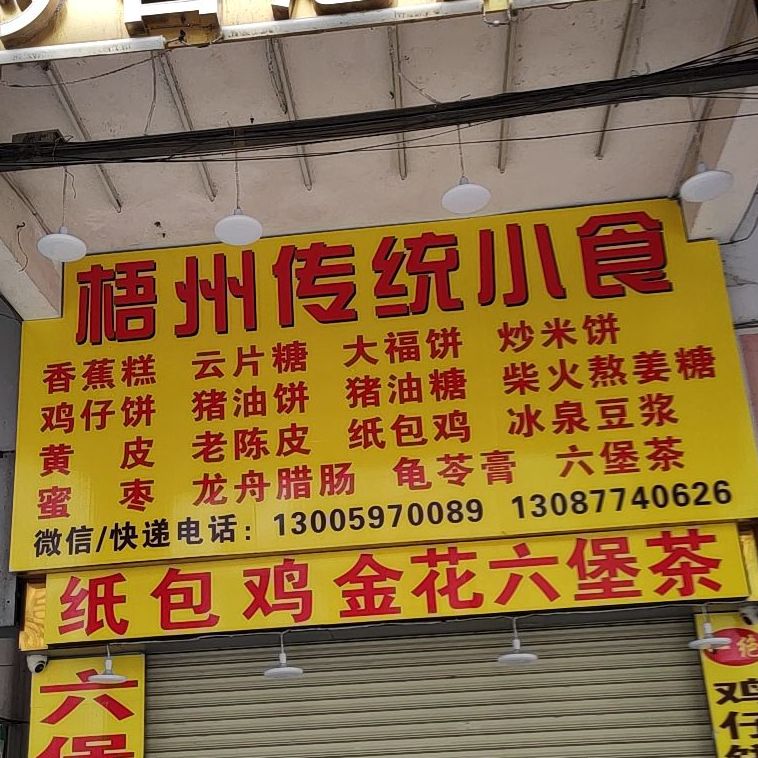 梧州传统小食
香蕉糕 云片糖 大福饼 炒米饼
鸡仔饼 猪油饼 猪油糖 柴火熬姜糖
黄皮 老陈皮 纸包鸡 冰泉豆浆
蜜枣 龙舟腊肠 龟苓膏 六堡茶
微信/快递电话：13005970089 13087740626
纸包鸡金花六堡茶
六堡
鸡仔